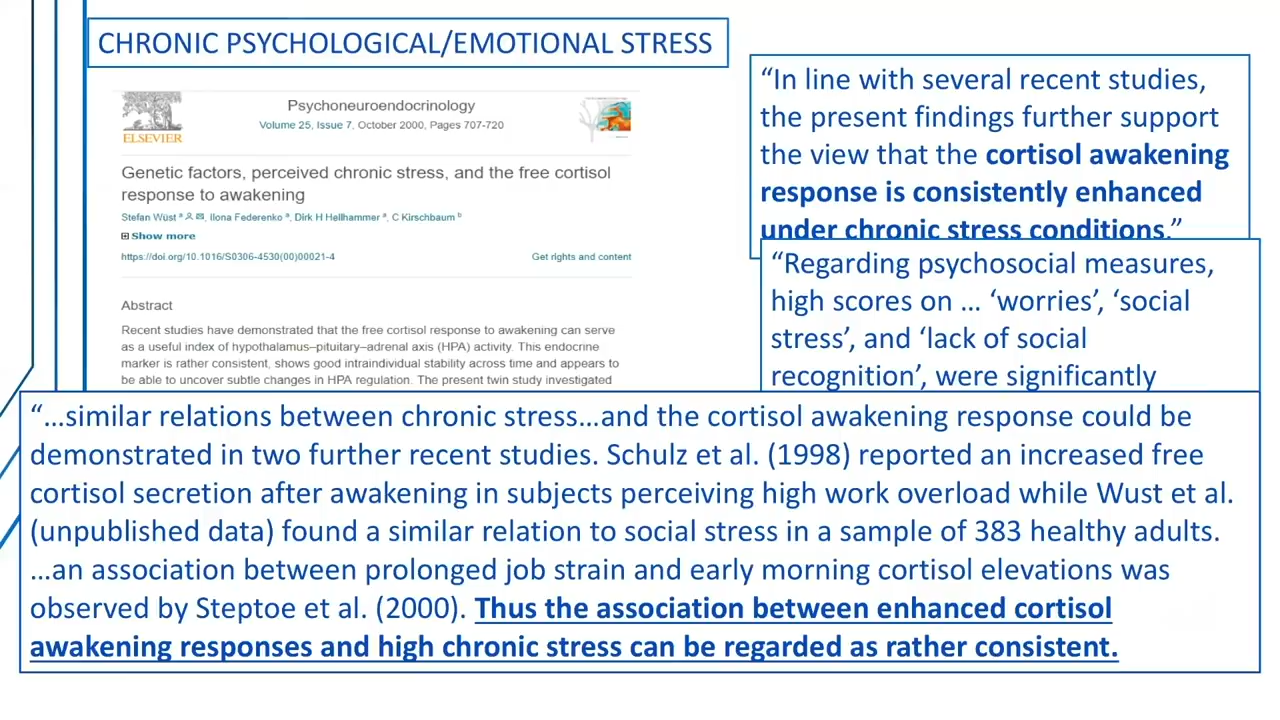 CHRONIC PSYCHOLOGICAL/EMOTIONAL STRESS
ELSEVIER
Psychoneuroendocrinology
Volume 25, Issue 7, October 2000, Pages 707-720
Genetic factors, perceived chronic stress, and the free cortisol
response to awakening
Stefan Wüst a, Ilona Federenko a, Dirk H Hellhammer a, C Kirschbaum b
Show more
https://doi.org/10.1016/S0306-4530(00)00021-4
Get rights and content
Abstract
Recent studies have demonstrated that the free cortisol response to awakening can serve
as a useful index of hypothalamus–pituitary–adrenal axis (HPA) activity. This endocrine
marker is rather consistent, shows good intraindividual stability across time and appears to
be able to uncover subtle changes in HPA regulation. The present twin study investigated
“In line with several recent studies,
the present findings further support
the view that the cortisol awakening
response is consistently enhanced
under chronic stress conditions.”
“Regarding psychosocial measures,
high scores on … ‘worries’, ‘social
stress’, and ‘lack of social
recognition’, were significantly
“…similar relations between chronic stress…and the cortisol awakening response could be
demonstrated in two further recent studies. Schulz et al. (1998) reported an increased free
cortisol secretion after awakening in subjects perceiving high work overload while Wust et al.
(unpublished data) found a similar relation to social stress in a sample of 383 healthy adults.
…an association between prolonged job strain and early morning cortisol elevations was
observed by Steptoe et al. (2000). Thus the association between enhanced cortisol
awakening responses and high chronic stress can be regarded as rather consistent.